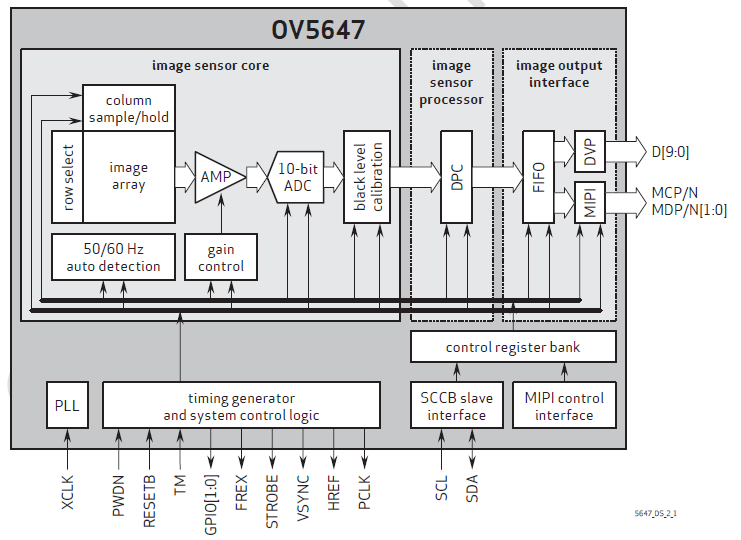 OV5647
image sensor core
image
sensor
processor
image output
interface
column
sample/hold
row select
image
array
AMP
10-bit
ADC
black level
calibration
DPC
FIFO
DVP
MIPI
D[9:0]
MCP/N
MDP/N[1:0]
50/60 Hz
auto detection
gain
control
control register bank
PLL
timing generator
and system control logic
SCCB slave
interface
MIPI control
interface
XCLK
PWDN
RESETB
TM
GPIO[1:0]
FREX
STROBE
VSYNC
HREF
PCLK
SCL
SDA
5647_DS_2_1